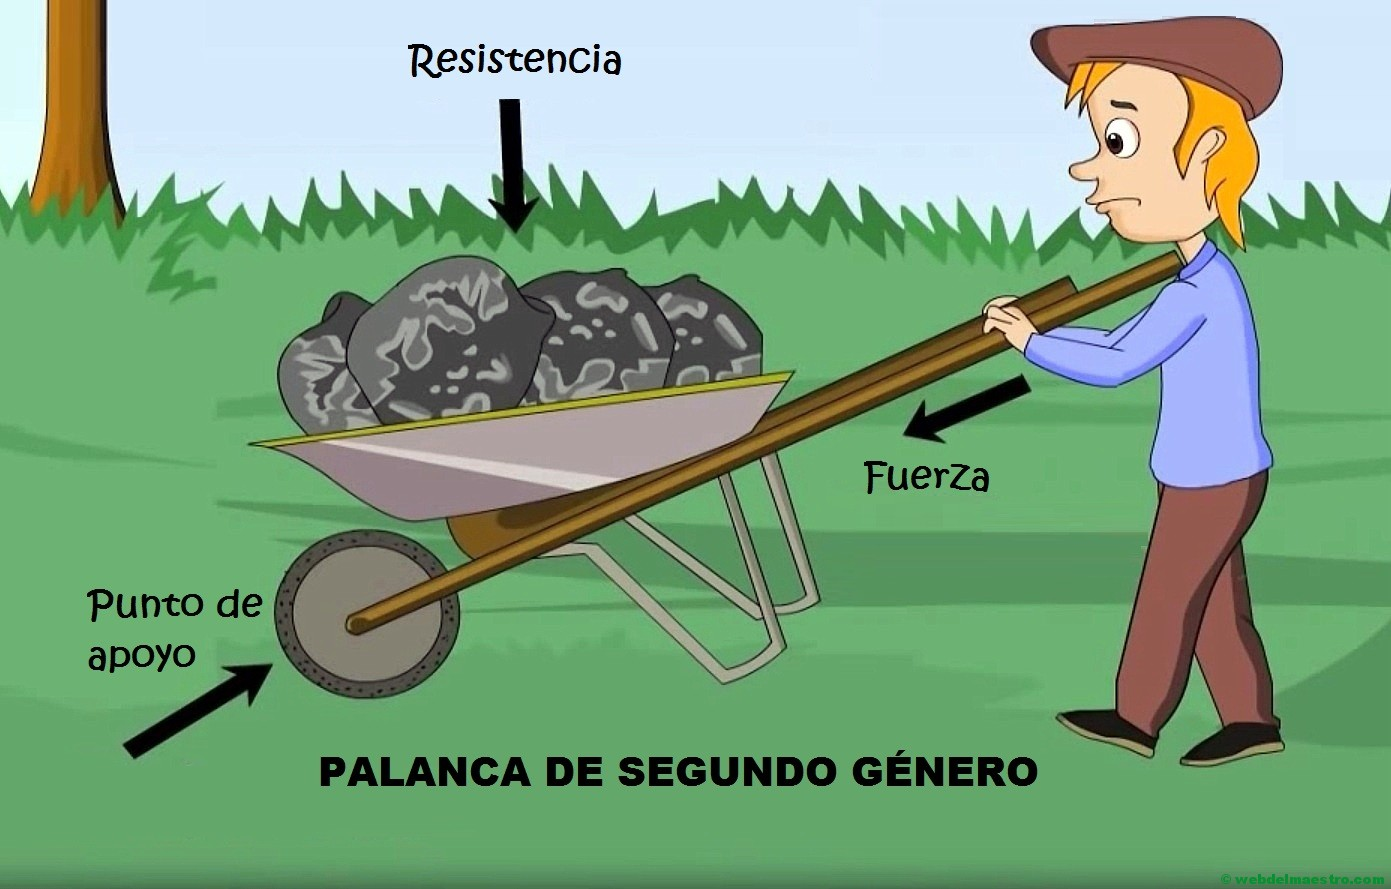 Resistencia
Fuerza
Punto de
apoyo
PALANCA DE SEGUNDO GÉNERO
© webdelmaestro.com